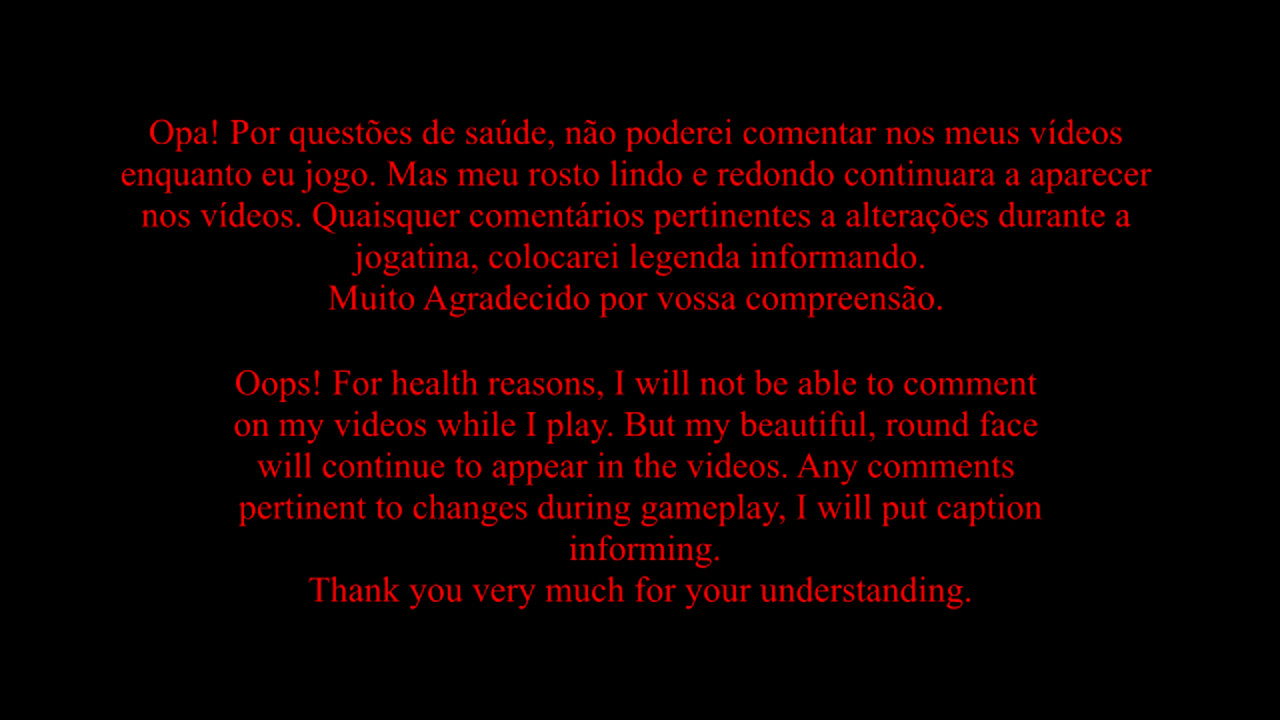 Opa! Por questões de saúde, não poderei comentar nos meus vídeos
enquanto eu jogo. Mas meu rosto lindo e redondo continuara a aparecer
nos vídeos. Quaisquer comentários pertinentes a alterações durante a
jogatina, colocarei legenda informando.
Muito Agradecido por vossa compreensão.
Oops! For health reasons, I will not be able to comment
on my videos while I play. But my beautiful, round face
will continue to appear in the videos. Any comments
pertinent to changes during gameplay, I will put caption
informing.
Thank you very much for your understanding.